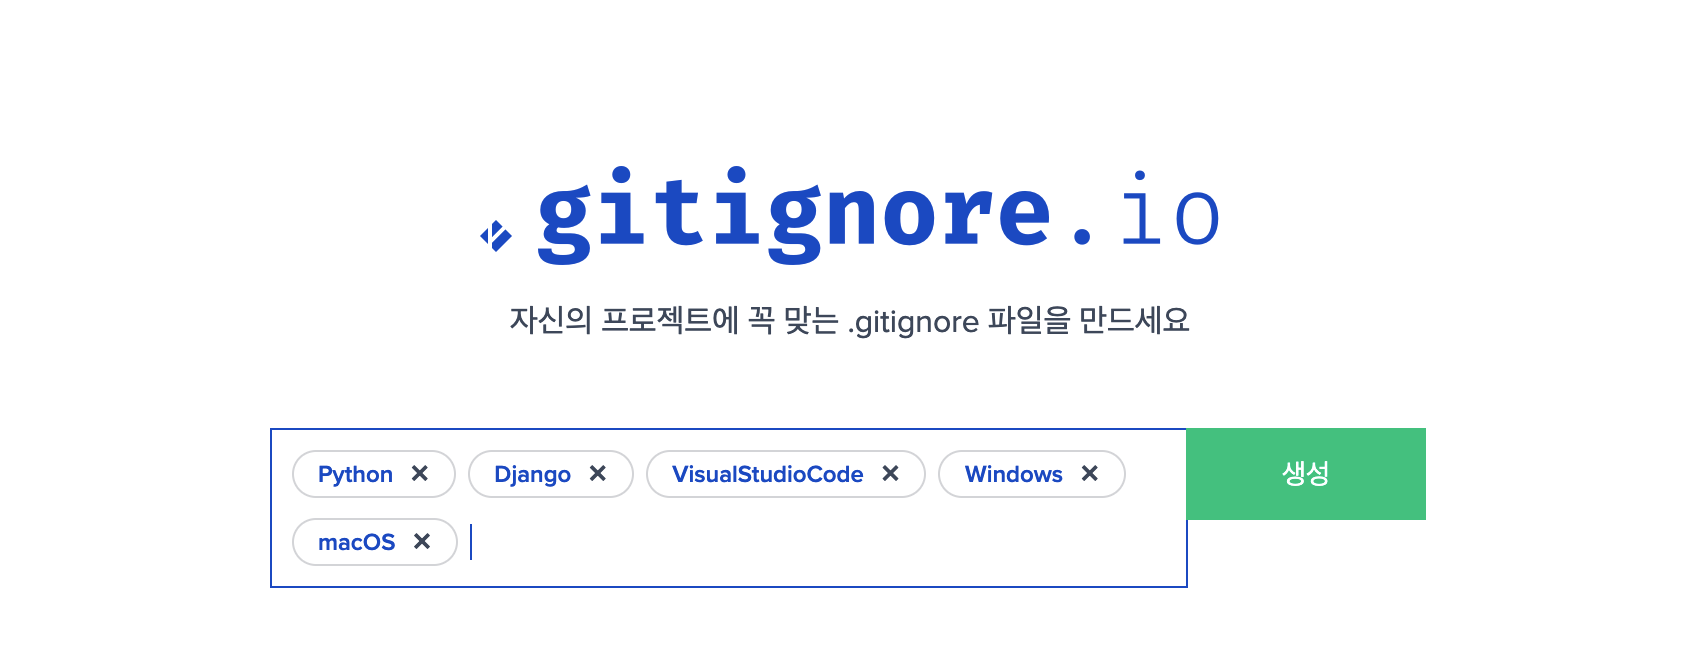 .gitignore.io
자신의 프로젝트에 꼭 맞는 .gitignore 파일을 만드세요
Python × Django × VisualStudioCode × Windows × 생성
macOS ×